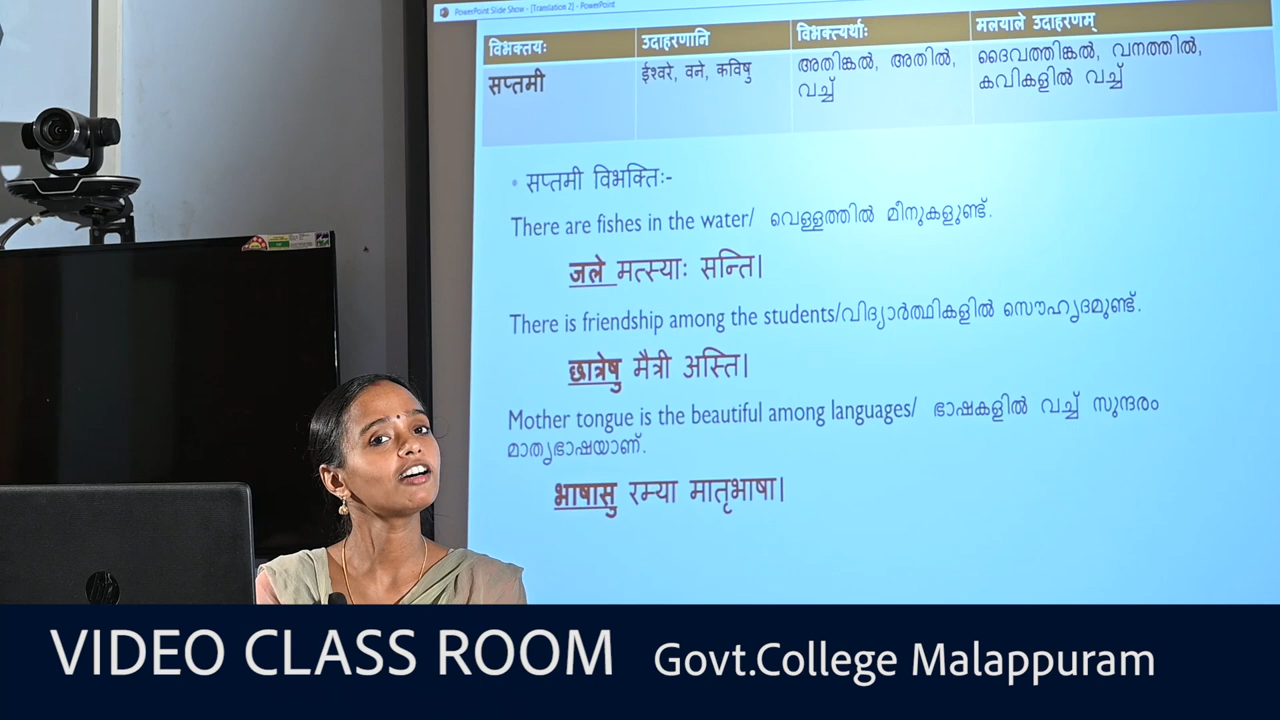 PowerPoint Slide Show - [Translation 2] - PowerPoint
विभक्तयः उदाहरणानि विभक्त्यर्थाः मलयाले उदाहरणम्
सप्तमी ईश्वरे, वने, कविषु അതിങ്കൽ, അതിൽ, ദൈവത്തിങ്കൽ, വനത്തിൽ,
വച്ച് കവികളിൽ വച്ച്
• सप्तमी विभक्तिः:-
There are fishes in the water/ വെള്ളത്തിൽ മീനുകളുണ്ട്.
जले मत्स्याः सन्ति।
There is friendship among the students/വിദ്യാർത്ഥികളിൽ സൌഹൃദമുണ്ട്.
छात्रेषु मैत्री अस्ति।
Mother tongue is the beautiful among languages/ ഭാഷകളിൽ വച്ച് സുന്ദരം
മാതൃഭാഷയാണ്.
भाषासु रम्या मातृभाषा।
VIDEO CLASS ROOM Govt.College Malappuram